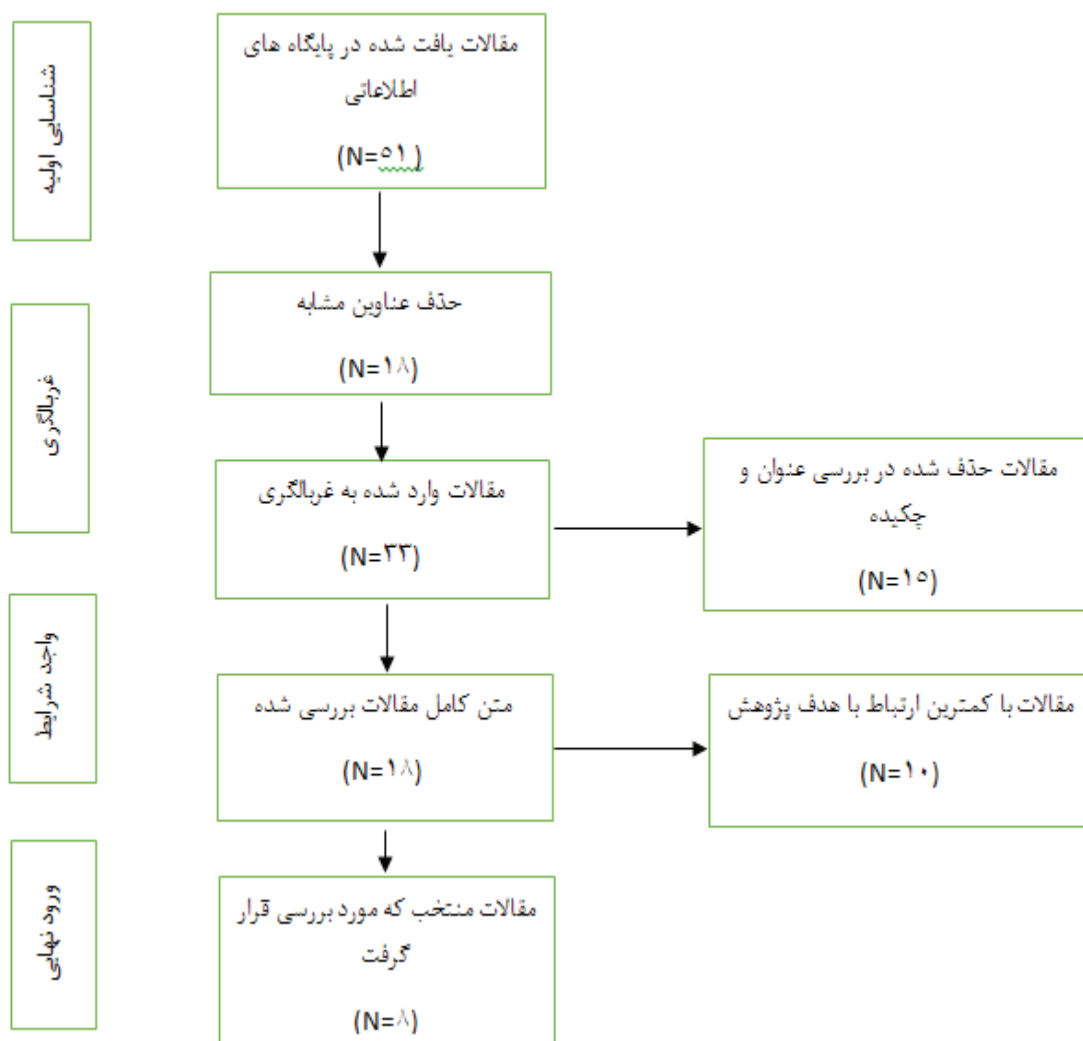 شناسایی اولیه
مقالات یافت شده در پایگاه های
اطلاعاتی
(N=۵۱)
غربالگری
حذف عناوین مشابه
(N=۱۸)
مقالات وارد شده به غربالگری
(N=۳۳)
مقالات حذف شده در بررسی عنوان و
چکیده
(N=۱۵)
واجد شرایط
متن کامل مقالات بررسی شده
(N=۱۸)
مقالات با کمترین ارتباط با هدف پژوهش
(N=۱۰)
ورود نهایی
مقالات منتخب که مورد بررسی قرار
گرفت
(N=۸)